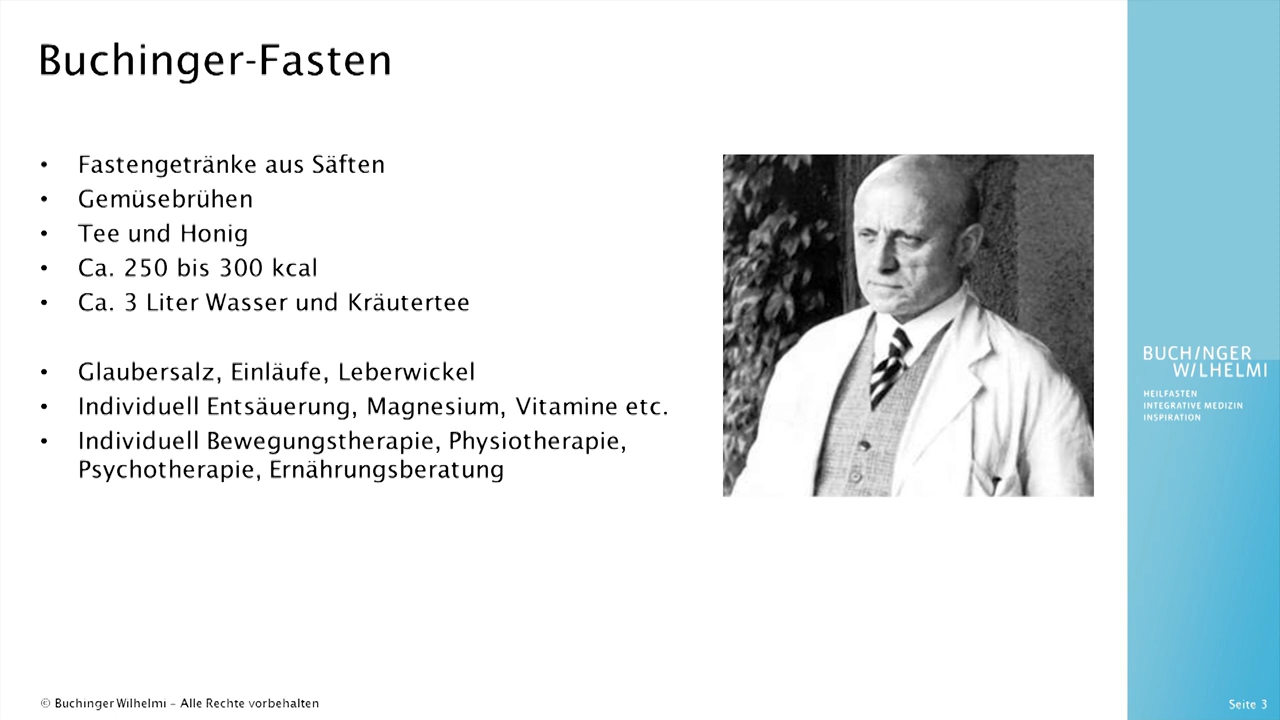 Buchinger-Fasten
• Fastengetränke aus Säften
• Gemüsebrühen
• Tee und Honig
• Ca. 250 bis 300 kcal
• Ca. 3 Liter Wasser und Kräutertee
• Glaubersalz, Einläufe, Leberwickel
• Individuell Entsäuerung, Magnesium, Vitamine etc.
• Individuell Bewegungstherapie, Physiotherapie,
Psychotherapie, Ernährungsberatung
BUCHINGER
WILHELMI
HEILFASTEN
INTEGRATIVE MEDIZIN
INSPIRATION
© Buchinger Wilhelmi – Alle Rechte vorbehalten
Seite 3